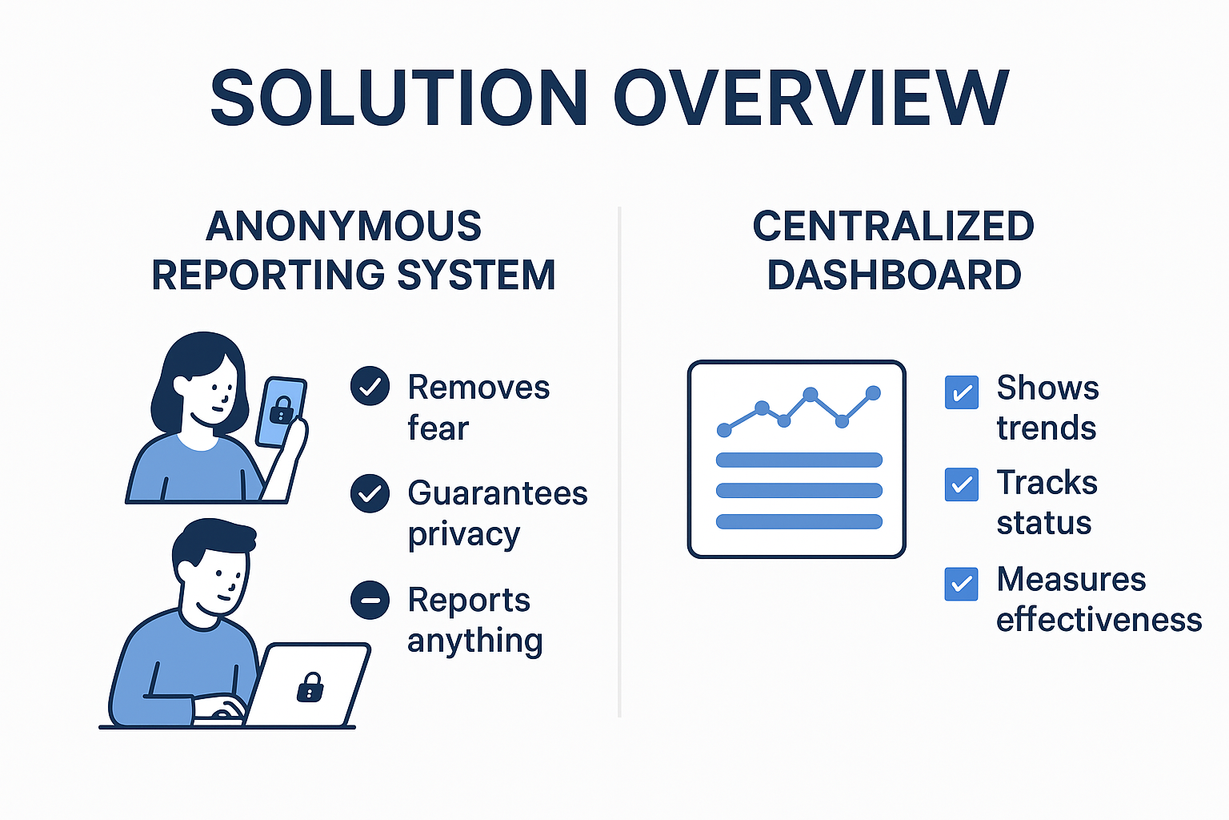 SOLUTION OVERVIEW
ANONYMOUS
REPORTING SYSTEM
Removes
fear
Guarantees
privacy
Reports
anything
CENTRALIZED
DASHBOARD
Shows
trends
Tracks
status
Measures
effectiveness